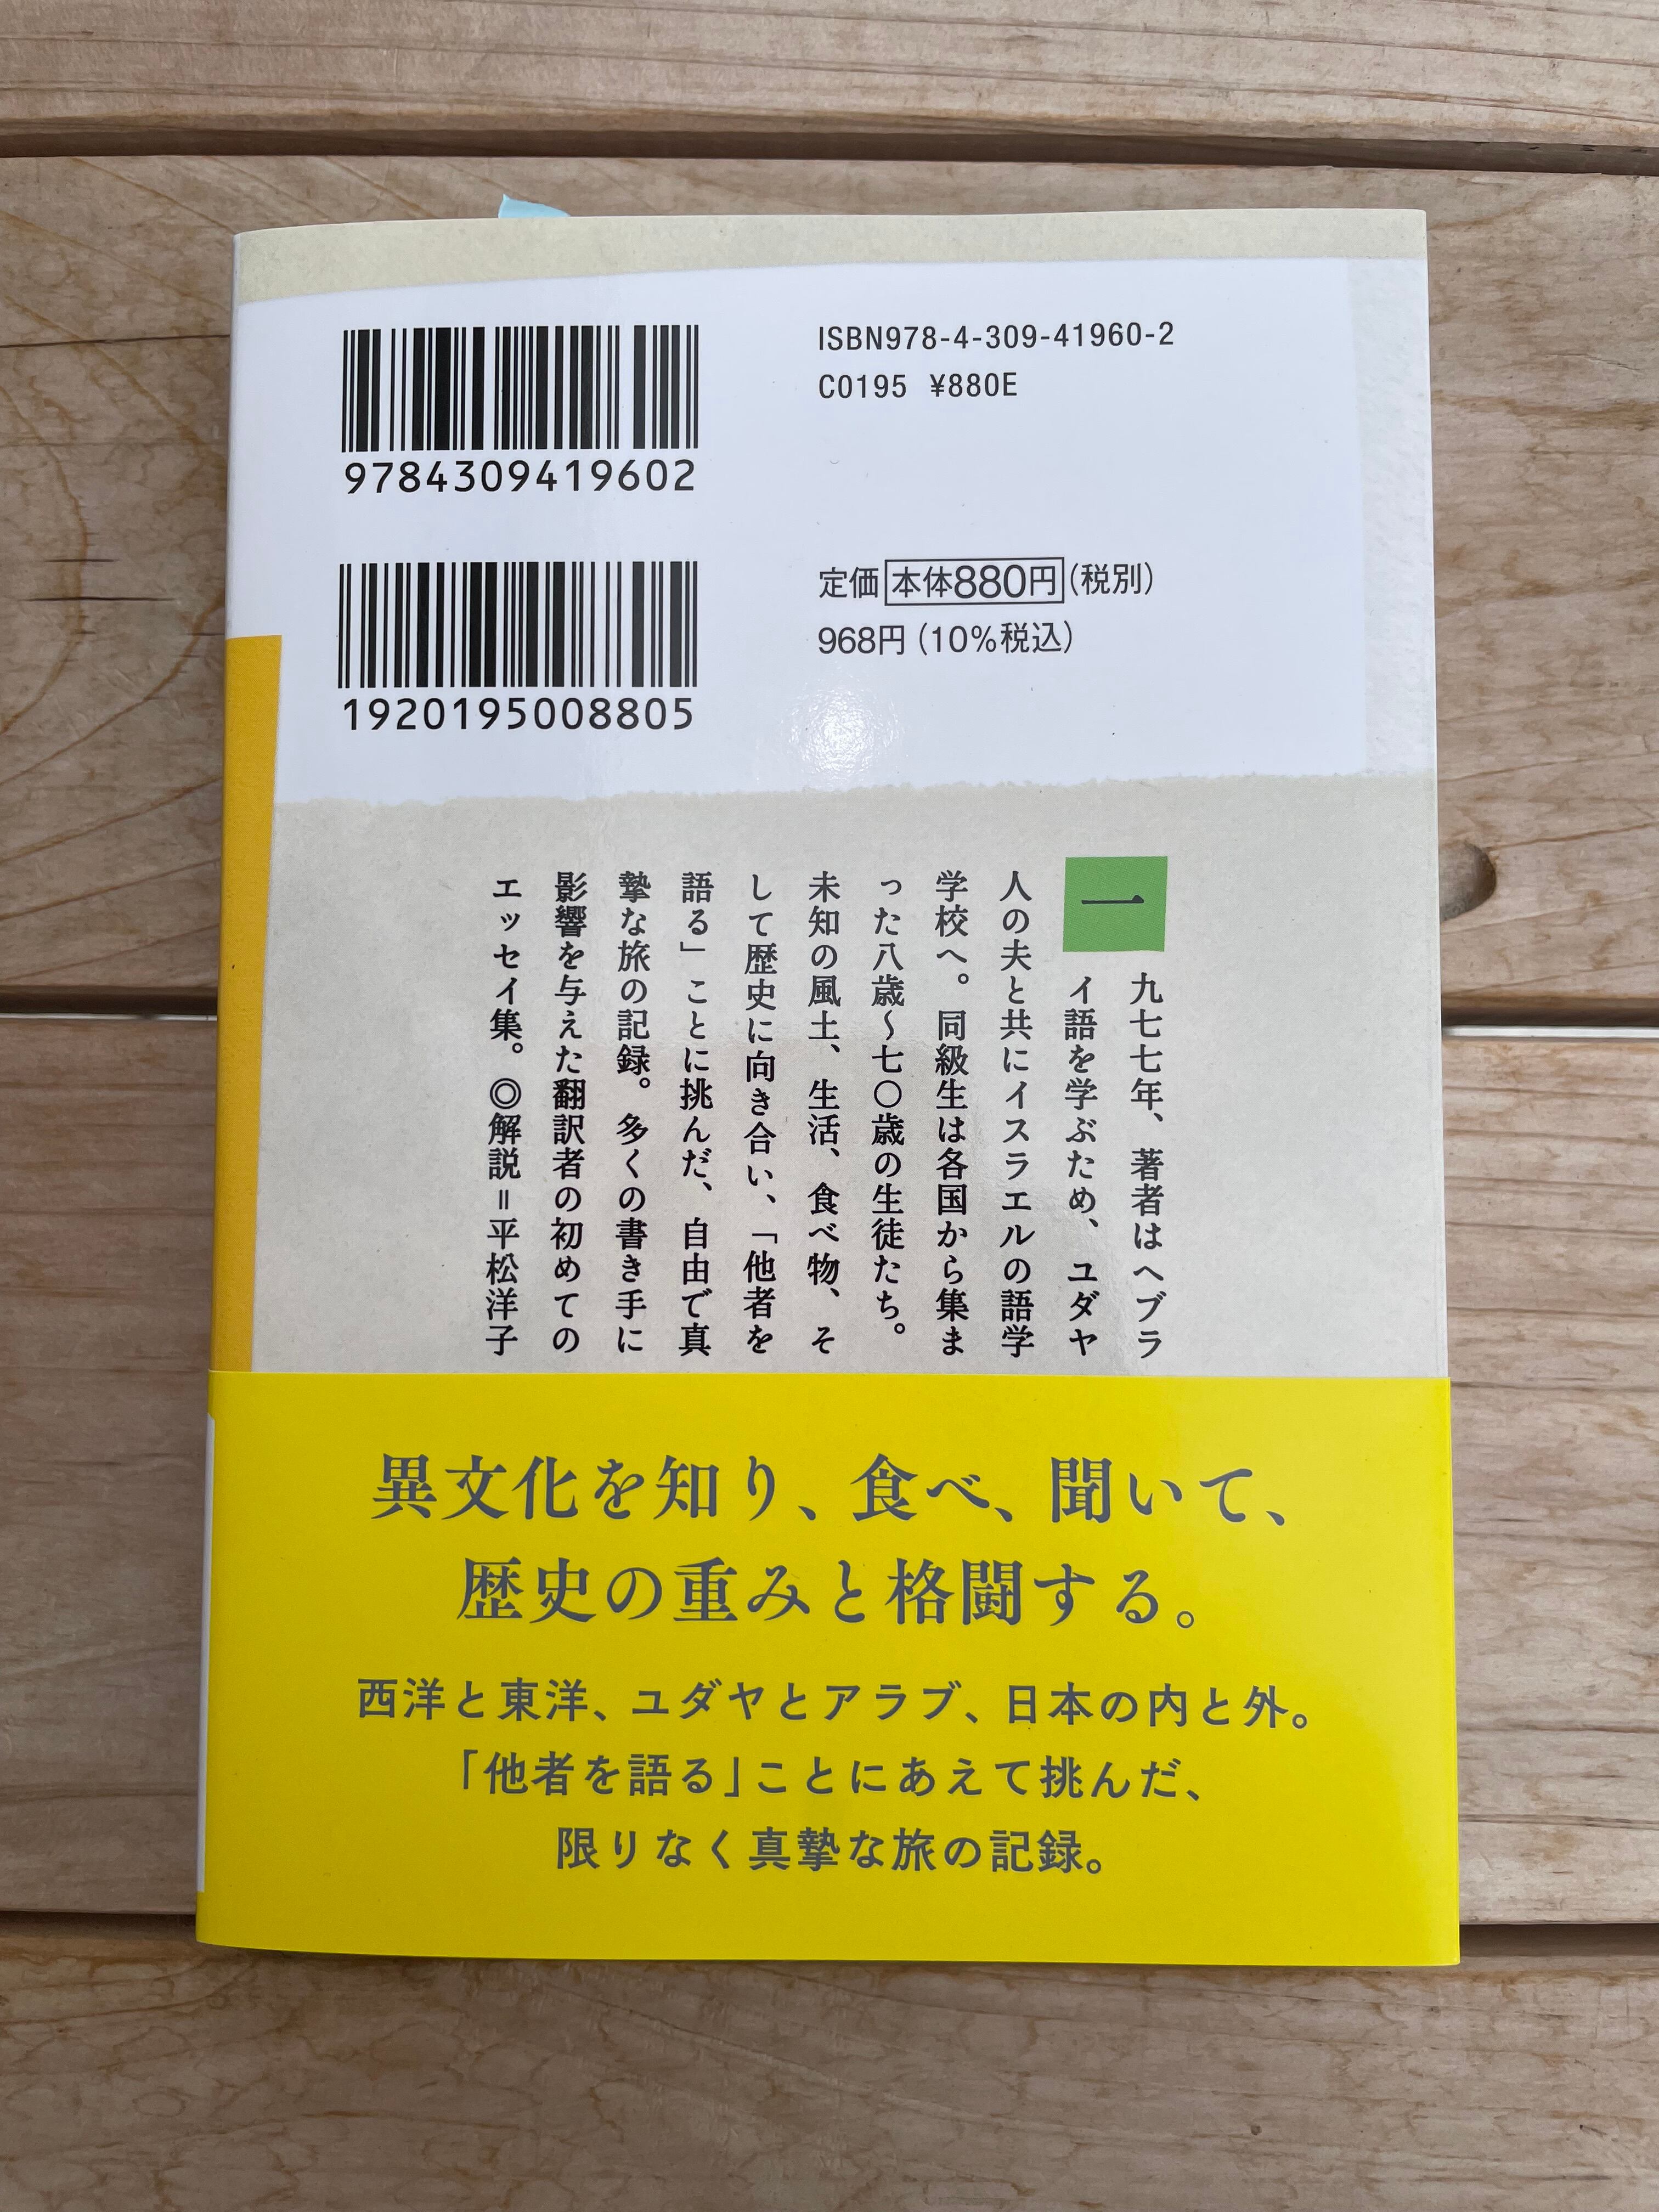 ISBN978-4-309-41960-2
C0195 ¥880E
9784309419602
定価 本体880円(税別)
968円(10%税込)
1920195008805
一九七七年、著者はヘブラ
イ語を学ぶため、ユダヤ
人の夫と共にイスラエルの語学
学校へ。同級生は各国から集ま
った八歳〜七〇歳の生徒たち。
未知の風土、生活、食べ物、そ
して歴史に向き合い、「他者を
語る」ことに挑んだ、自由で真
摯な旅の記録。多くの書き手に
影響を与えた翻訳者の初めての
エッセイ集。◎解説=平松洋子
異文化を知り、食べ、聞いて、
歴史の重みと格闘する。
西洋と東洋、ユダヤとアラブ、日本の内と外。
「他者を語る」ことにあえて挑んだ、
限りなく真摯な旅の記録。